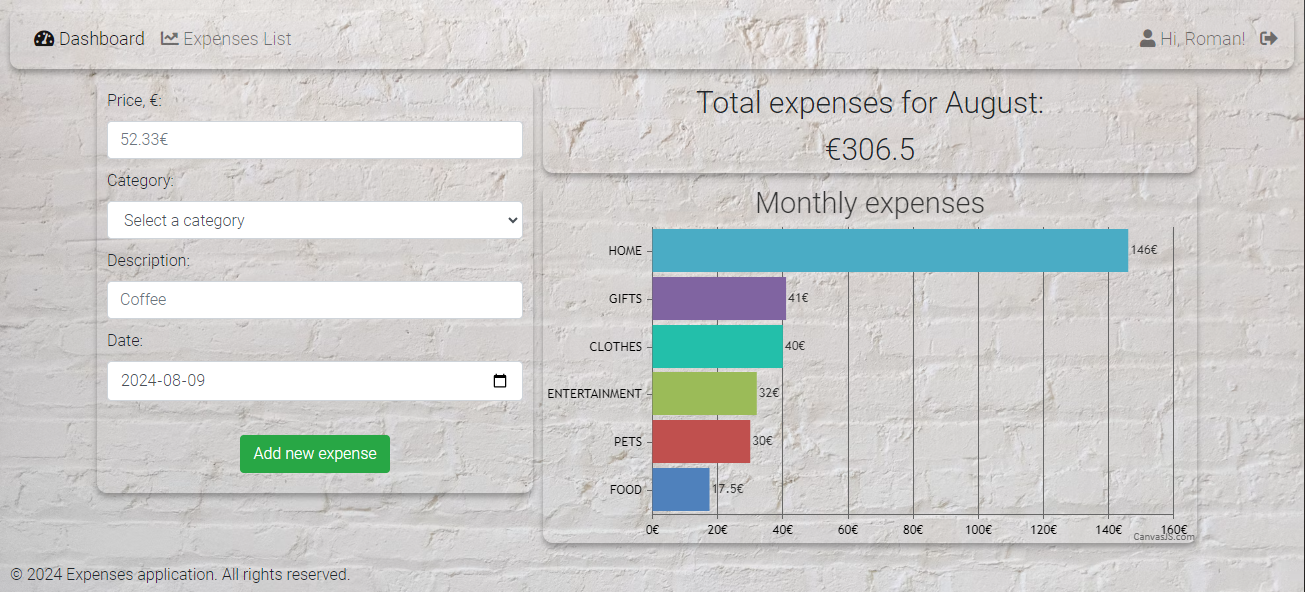 Dashboard Expenses List Hi, Roman!
Price, €:
52.33€
Category:
Select a category
Description:
Coffee
Date:
2024-08-09
Add new expense
Total expenses for August:
€306.5
Monthly expenses
HOME 146€
GIFTS 41€
CLOTHES 40€
ENTERTAINMENT 32€
PETS 30€
FOOD 17.5€
0€ 20€ 40€ 60€ 80€ 100€ 120€ 140€ 160€
CanvasJS.com
© 2024 Expenses application. All rights reserved.